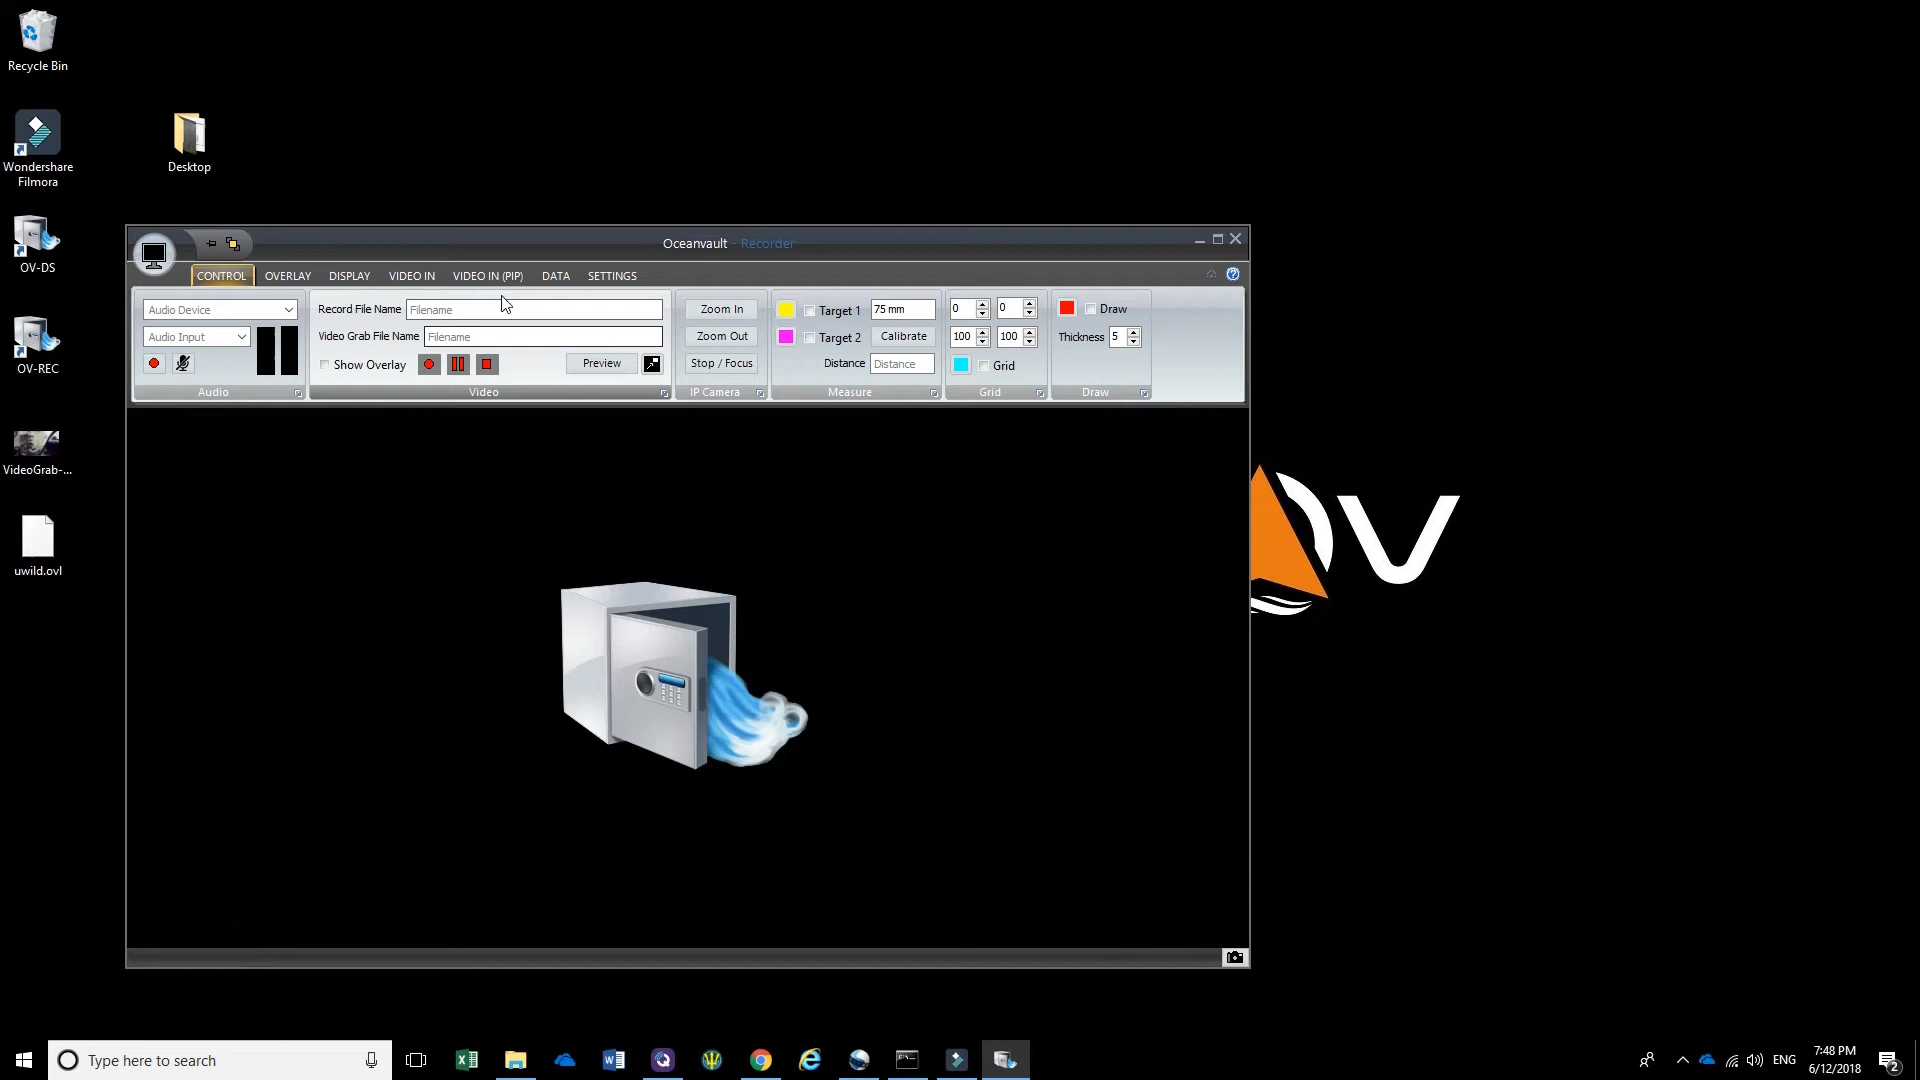 Recycle Bin
Wondershare
Filmora
Desktop
OV-DS
OV-REC
VideoGrab-...
uwild.ovl
Oceanvault - Recorder
CONTROL OVERLAY DISPLAY VIDEO IN VIDEO IN (PIP) DATA SETTINGS
Audio Device
Audio Input
Audio
Record File Name Filename
Video Grab File Name Filename
Show Overlay
Preview
Video
Zoom In
Zoom Out
Stop / Focus
IP Camera
Target 1 75 mm
Target 2 Calibrate
Distance Distance
Measure
0 0
100 100
Grid
Grid
Draw
Thickness 5
Draw
OV
Type here to search
ENG
7:48 PM
6/12/2018
2